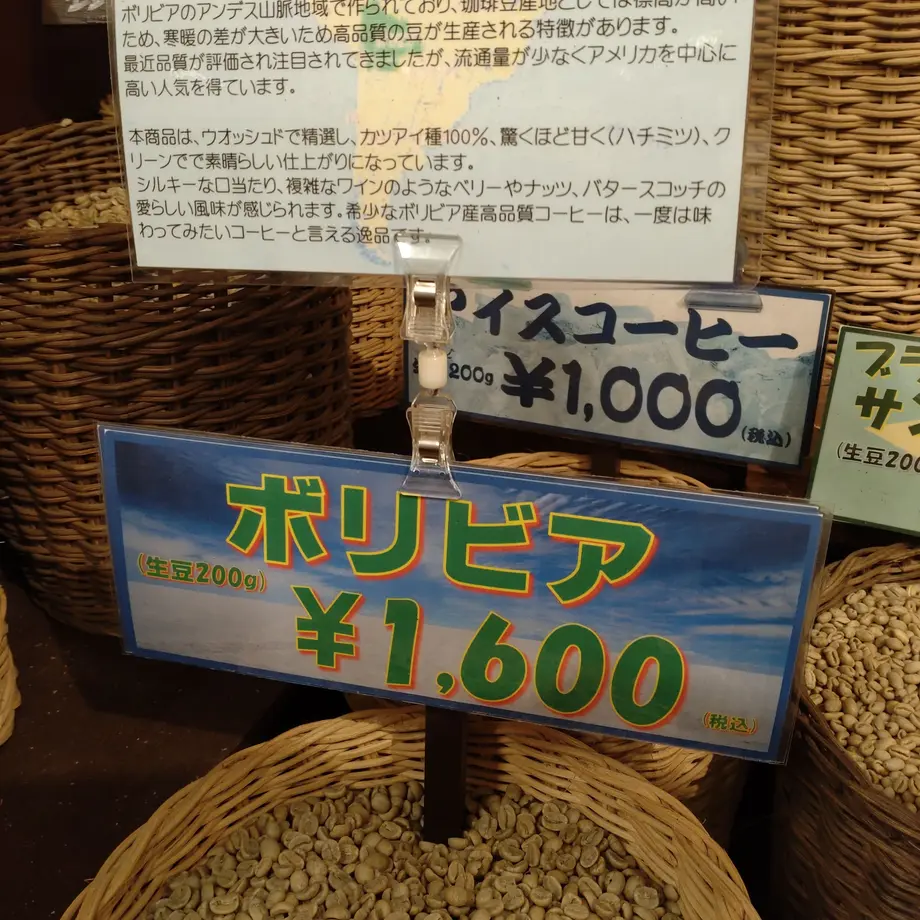 ボリビアのアンデス山脈地域で作られており、珈琲豆産地としては標高が高い
ため、寒暖の差が大きいため高品質の豆が生産される特徴があります。
最近品質が評価され注目されてきましたが、流通量が少なくアメリカを中心に
高い人気を得ています。
本商品は、ウオッシュドで精選し、カツアイ種100%、驚くほど甘く(ハチミツ)、ク
リーンでで素晴らしい仕上がりになっています。
シルキーな口当たり、複雑なワインのようなベリーやナッツ、バタースコッチの
愛らしい風味が感じられます。希少なボリビア産高品質コーヒーは、一度は味
わってみたいコーヒーと言える逸品です。
アイスコーヒー
200g ¥1,000
(税込)
ボリビア
(生豆200g)
¥1,600
(税込)
ブラ
サン
(生豆200